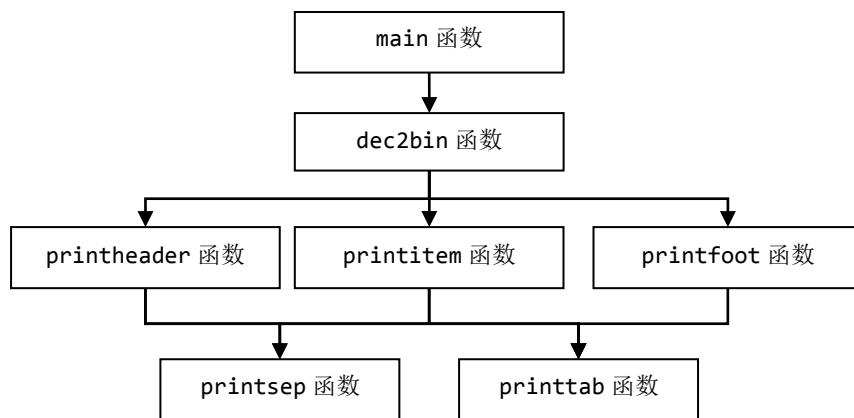 main 函数
dec2bin 函数
printheader 函数
printitem 函数
printfoot 函数
printsep 函数
printtab 函数